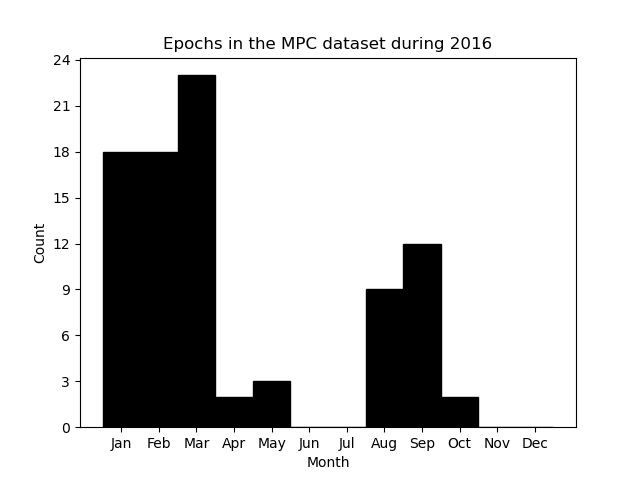 Epochs in the MPC dataset during 2016
24
21
18
15
12
9
6
3
0
Count
Jan Feb Mar Apr May Jun Jul Aug Sep Oct Nov Dec
Month